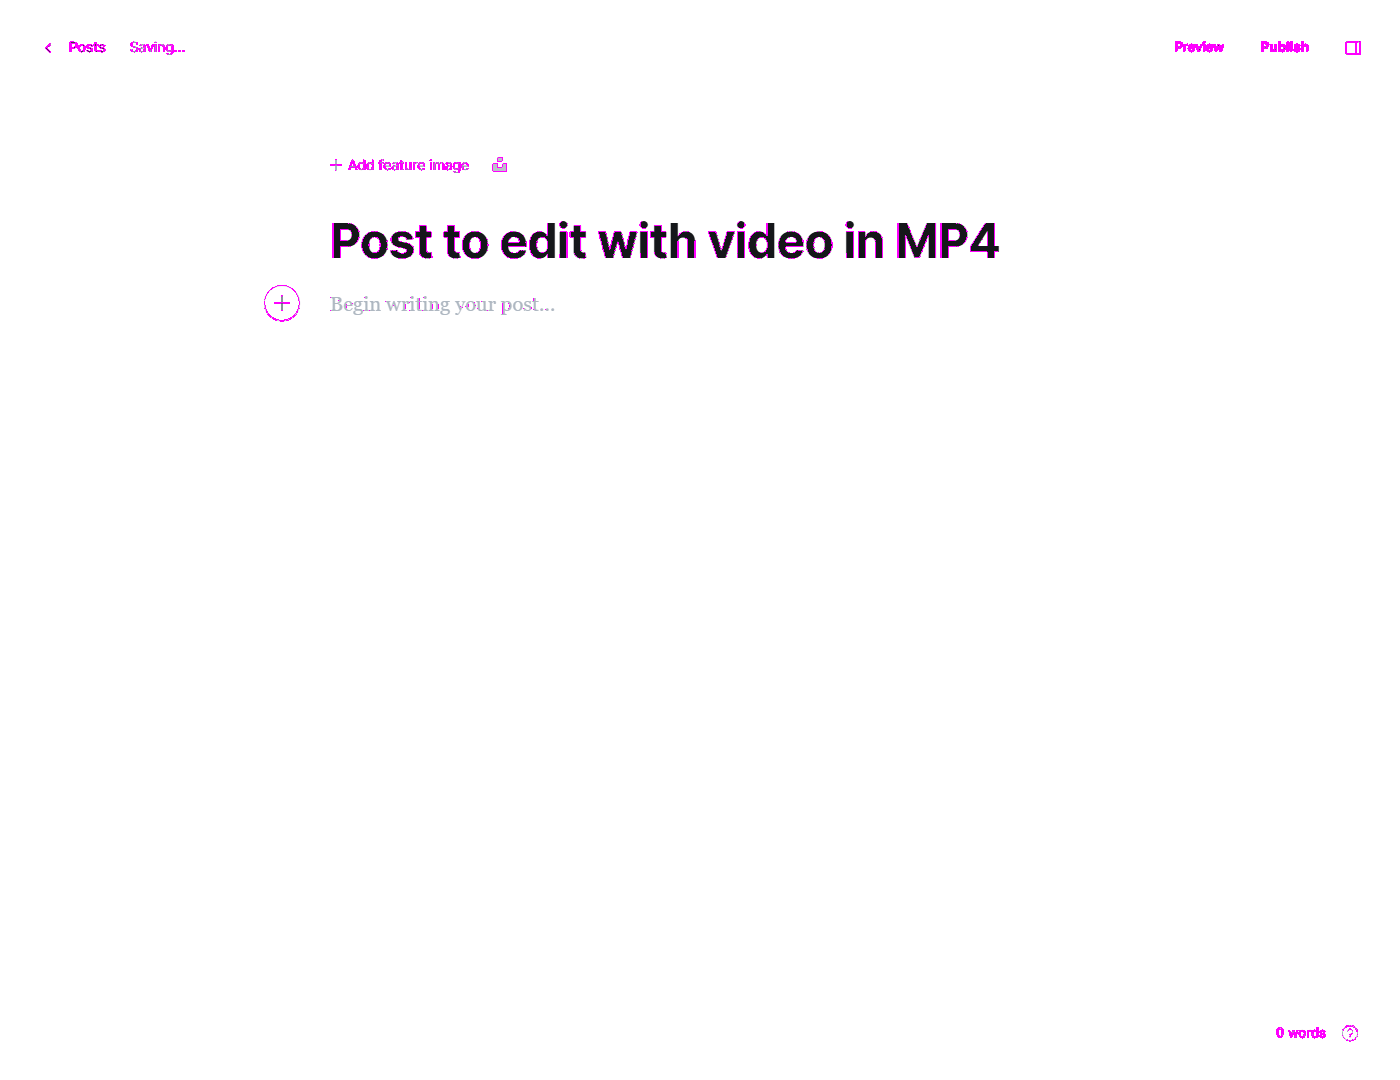 Posts Saving...
Preview Publish
Add feature image
Post to edit with video in MP4
Begin writing your post...
0 words ?